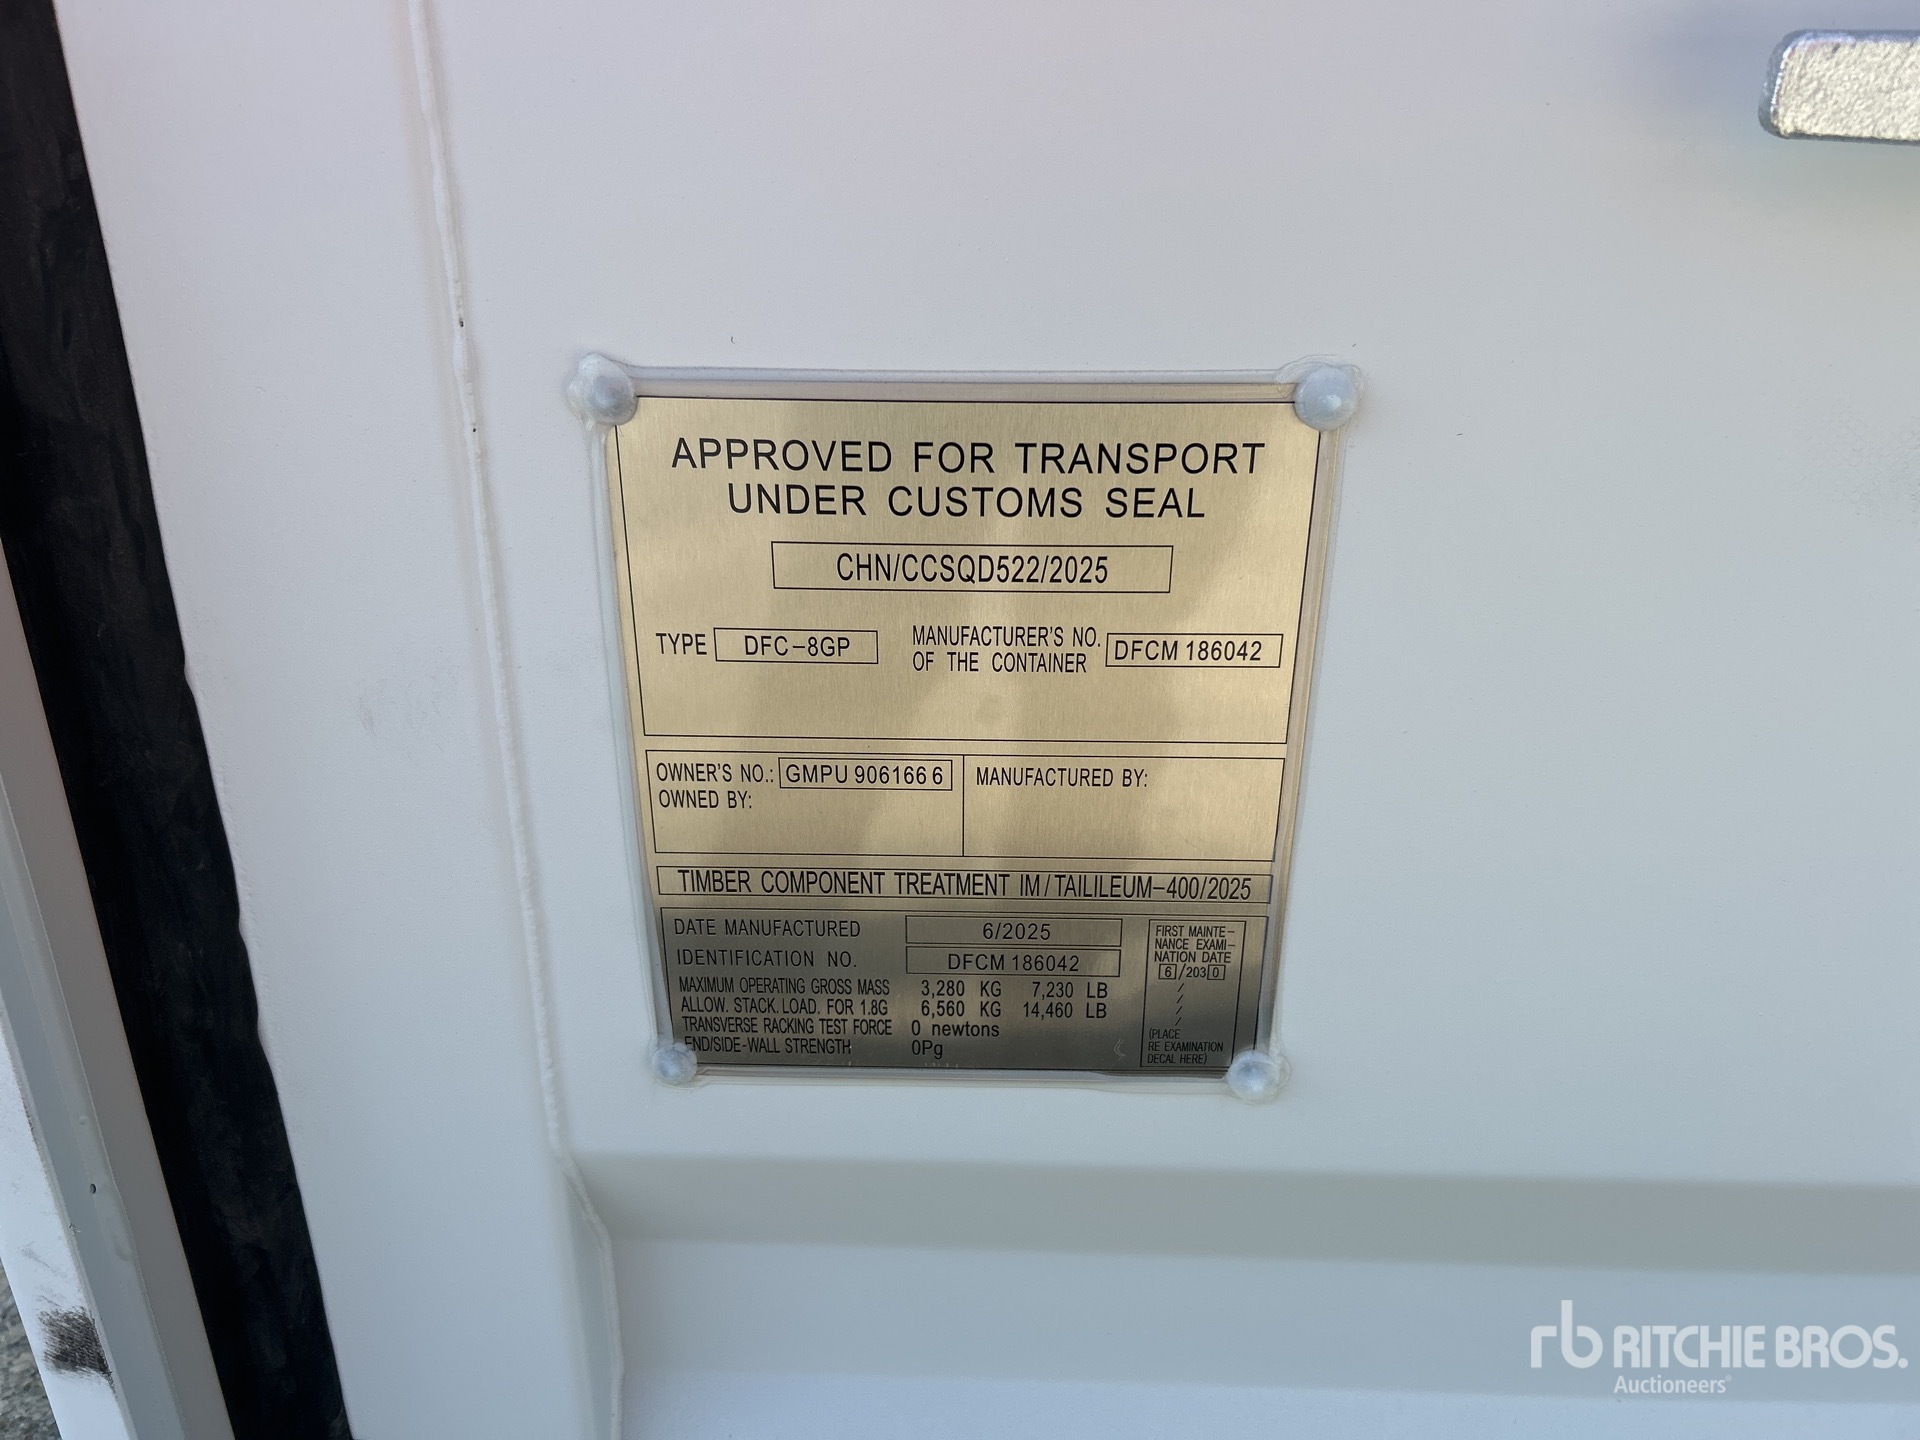 APPROVED FOR TRANSPORT
UNDER CUSTOMS SEAL
CHN/CCSQD522/2025
TYPE DFC-8GP MANUFACTURER'S NO. OF THE CONTAINER DFCM 186042
OWNER'S NO.: GMPU 906166 6
OWNED BY:
MANUFACTURED BY:
TIMBER COMPONENT TREATMENT IM/TAILILEUM-400/2025
DATE MANUFACTURED 6/2025
IDENTIFICATION NO. DFCM 186042
MAXIMUM OPERATING GROSS MASS 3,280 KG 7,230 LB
ALLOW. STACK. LOAD. FOR 1.8G 6,560 KG 14,460 LB
TRANSVERSE RACKING TEST FORCE 0 newtons
END/SIDE-WALL STRENGTH 0Pg
FIRST MAINTE-
NANCE EXAMI-
NATION DATE
6/2030
/
/
/
/
(PLACE
RE EXAMINATION
DECAL HERE)
rb RITCHIE BROS.
Auctioneers